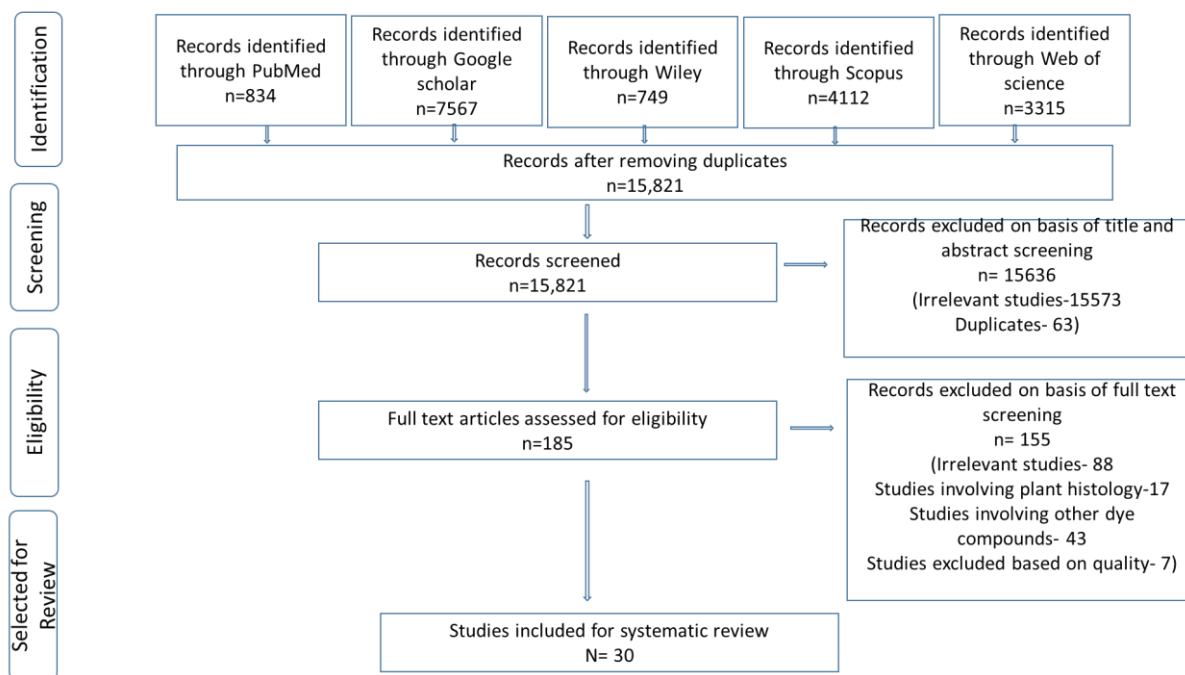 Identification
Records identified
through PubMed
n=834
Records identified
through Google
scholar
n=7567
Records identified
through Wiley
n=749
Records identified
through Scopus
n=4112
Records identified
through Web of
science
n=3315
Records after removing duplicates
n=15,821
Screening
Records screened
n=15,821
Records excluded on basis of title and
abstract screening
n= 15636
(Irrelevant studies-15573
Duplicates- 63)
Eligibility
Full text articles assessed for eligibility
n=185
Records excluded on basis of full text
screening
n= 155
(Irrelevant studies- 88
Studies involving plant histology-17
Studies involving other dye
compounds- 43
Studies excluded based on quality- 7)
Selected for
Review
Studies included for systematic review
N= 30